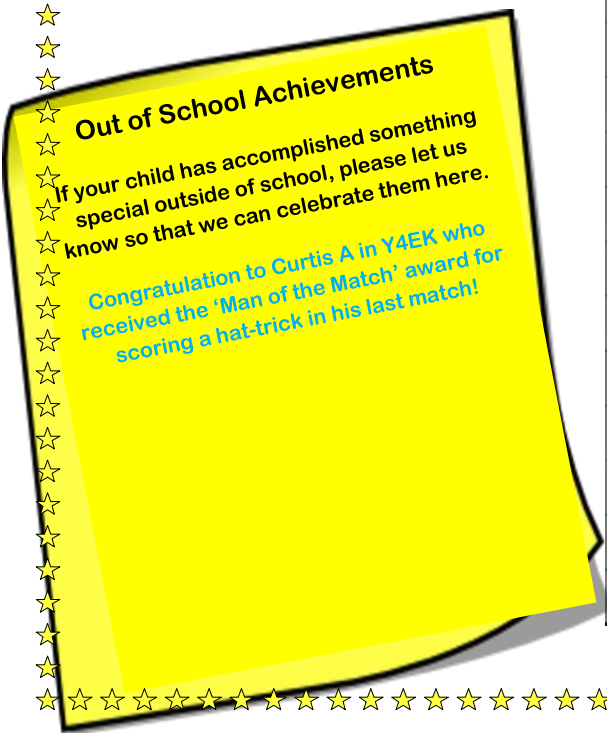 Out of School Achievements
If your child has accomplished something
special outside of school, please let us
know so that we can celebrate them here.
Congratulation to Curtis A in Y4EK who
received the ‘Man of the Match’ award for
scoring a hat-trick in his last match!